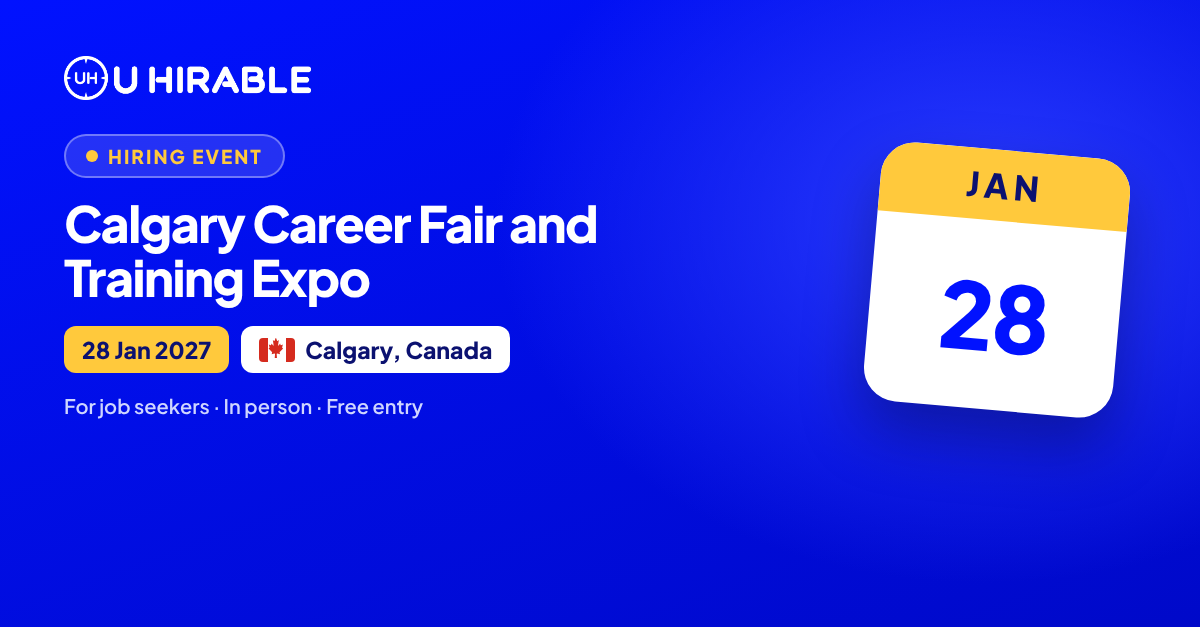 UH U HIRABLE
HIRING EVENT
Calgary Career Fair and
Training Expo
28 Jan 2027
Calgary, Canada
For job seekers · In person · Free entry
JAN
28